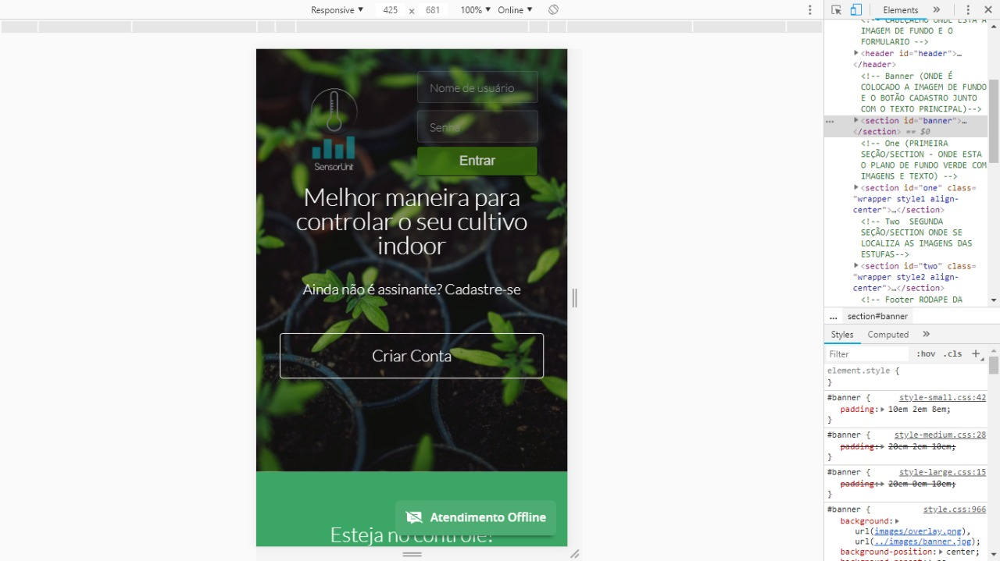 Responsive ▼ 425 x 681 100% ▼ Online ▼
Elements »
<!-- CABEÇALHO ONDE ESTA A
IMAGEM DE FUNDO E O
FORMULARIO -->
<header id="header">…
</header>
<!-- Banner (ONDE É
COLOCADO A IMAGEM DE FUNDO
E O BOTÃO CADASTRO JUNTO
COM O TEXTO PRINCIPAL)-->
<section id="banner">…
</section> == $0
<!-- One (PRIMEIRA
SEÇÃO/SECTION - ONDE ESTA
O PLANO DE FUNDO VERDE COM
IMAGENS E TEXTO) -->
<section id="one" class=
"wrapper style1 align-
center">…</section>
<!-- Two SEGUNDA
SEÇÃO/SECTION ONDE SE
LOCALIZA AS IMAGENS DAS
ESTUFAS-->
<section id="two" class=
"wrapper style2 align-
center">…</section>
<!-- Footer RODAPE DA
... section#banner
Styles Computed »
Filter :hov .cls +
element.style {
}
#banner { style-small.css:42
padding: 10em 2em 8em;
}
#banner { style-medium.css:28
padding: 20em 2em 10em;
}
#banner { style-large.css:15
padding: 20em 0em 10em;
}
#banner { style.css:966
background:
url(images/overlay.png),
url(../images/banner.jpg);
background-position: center;
Nome de usuário
Senha
Entrar
SensorUnit
Melhor maneira para
controlar o seu cultivo
indoor
Ainda não é assinante? Cadastre-se
Criar Conta
Atendimento Offline
Esteja no controle!